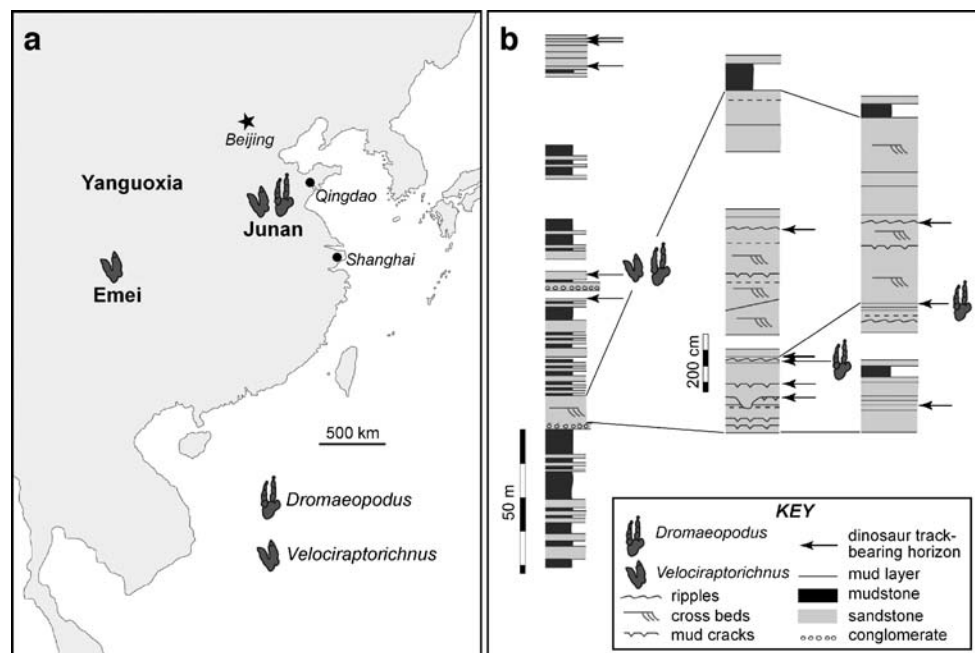 a
Beijing
Yanguoxia
Qingdao
Junan
Shanghai
Emei
500 km
Dromaeopodus
Velociraptorichnus
b
200 cm
50 m
KEY
Dromaeopodus
Velociraptorichnus
ripples
cross beds
mud cracks
dinosaur track-
bearing horizon
mud layer
mudstone
sandstone
conglomerate